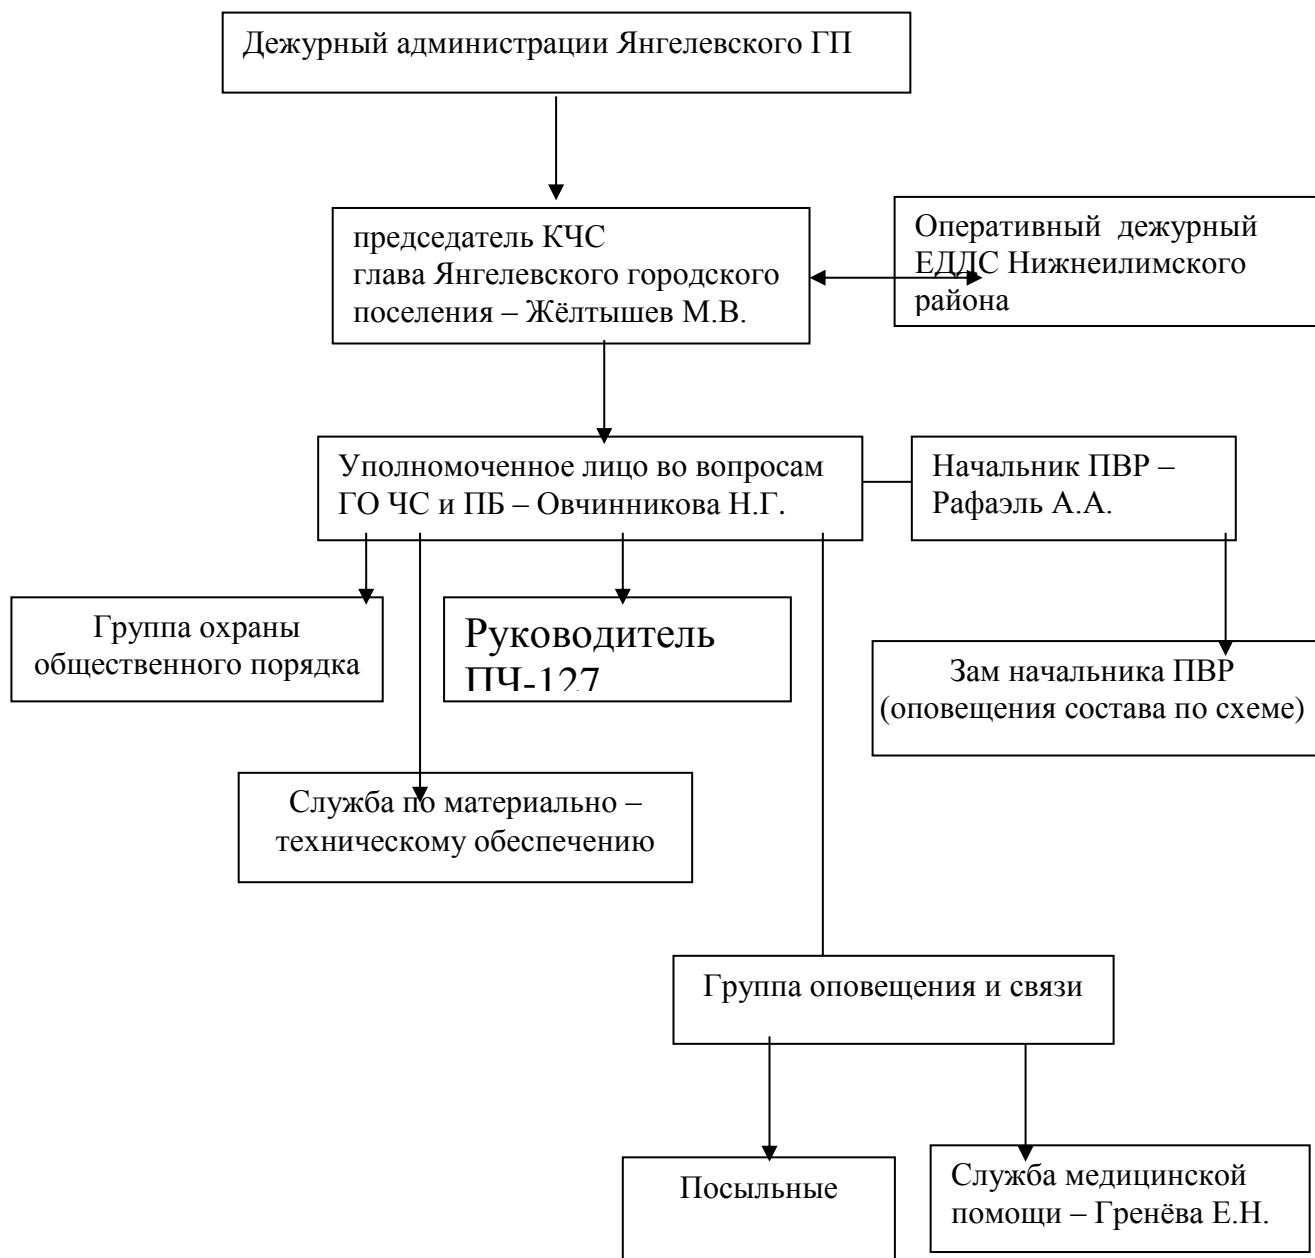 Дежурный администрации Янгелевского ГП
председатель КЧС
глава Янгелевского городского
поселения – Жёлтышев М.В.
Оперативный дежурный
ЕДДС Нижнеилимского
района
Уполномоченное лицо во вопросам
ГО ЧС и ПБ – Овчинникова Н.Г.
Начальник ПВР –
Рафаэль А.А.
Группа охраны
общественного порядка
Руководитель
ПЧ-127
Зам начальника ПВР
(оповещения состава по схеме)
Служба по материально –
техническому обеспечению
Группа оповещения и связи
Посыльные
Служба медицинской
помощи – Гренёва Е.Н.